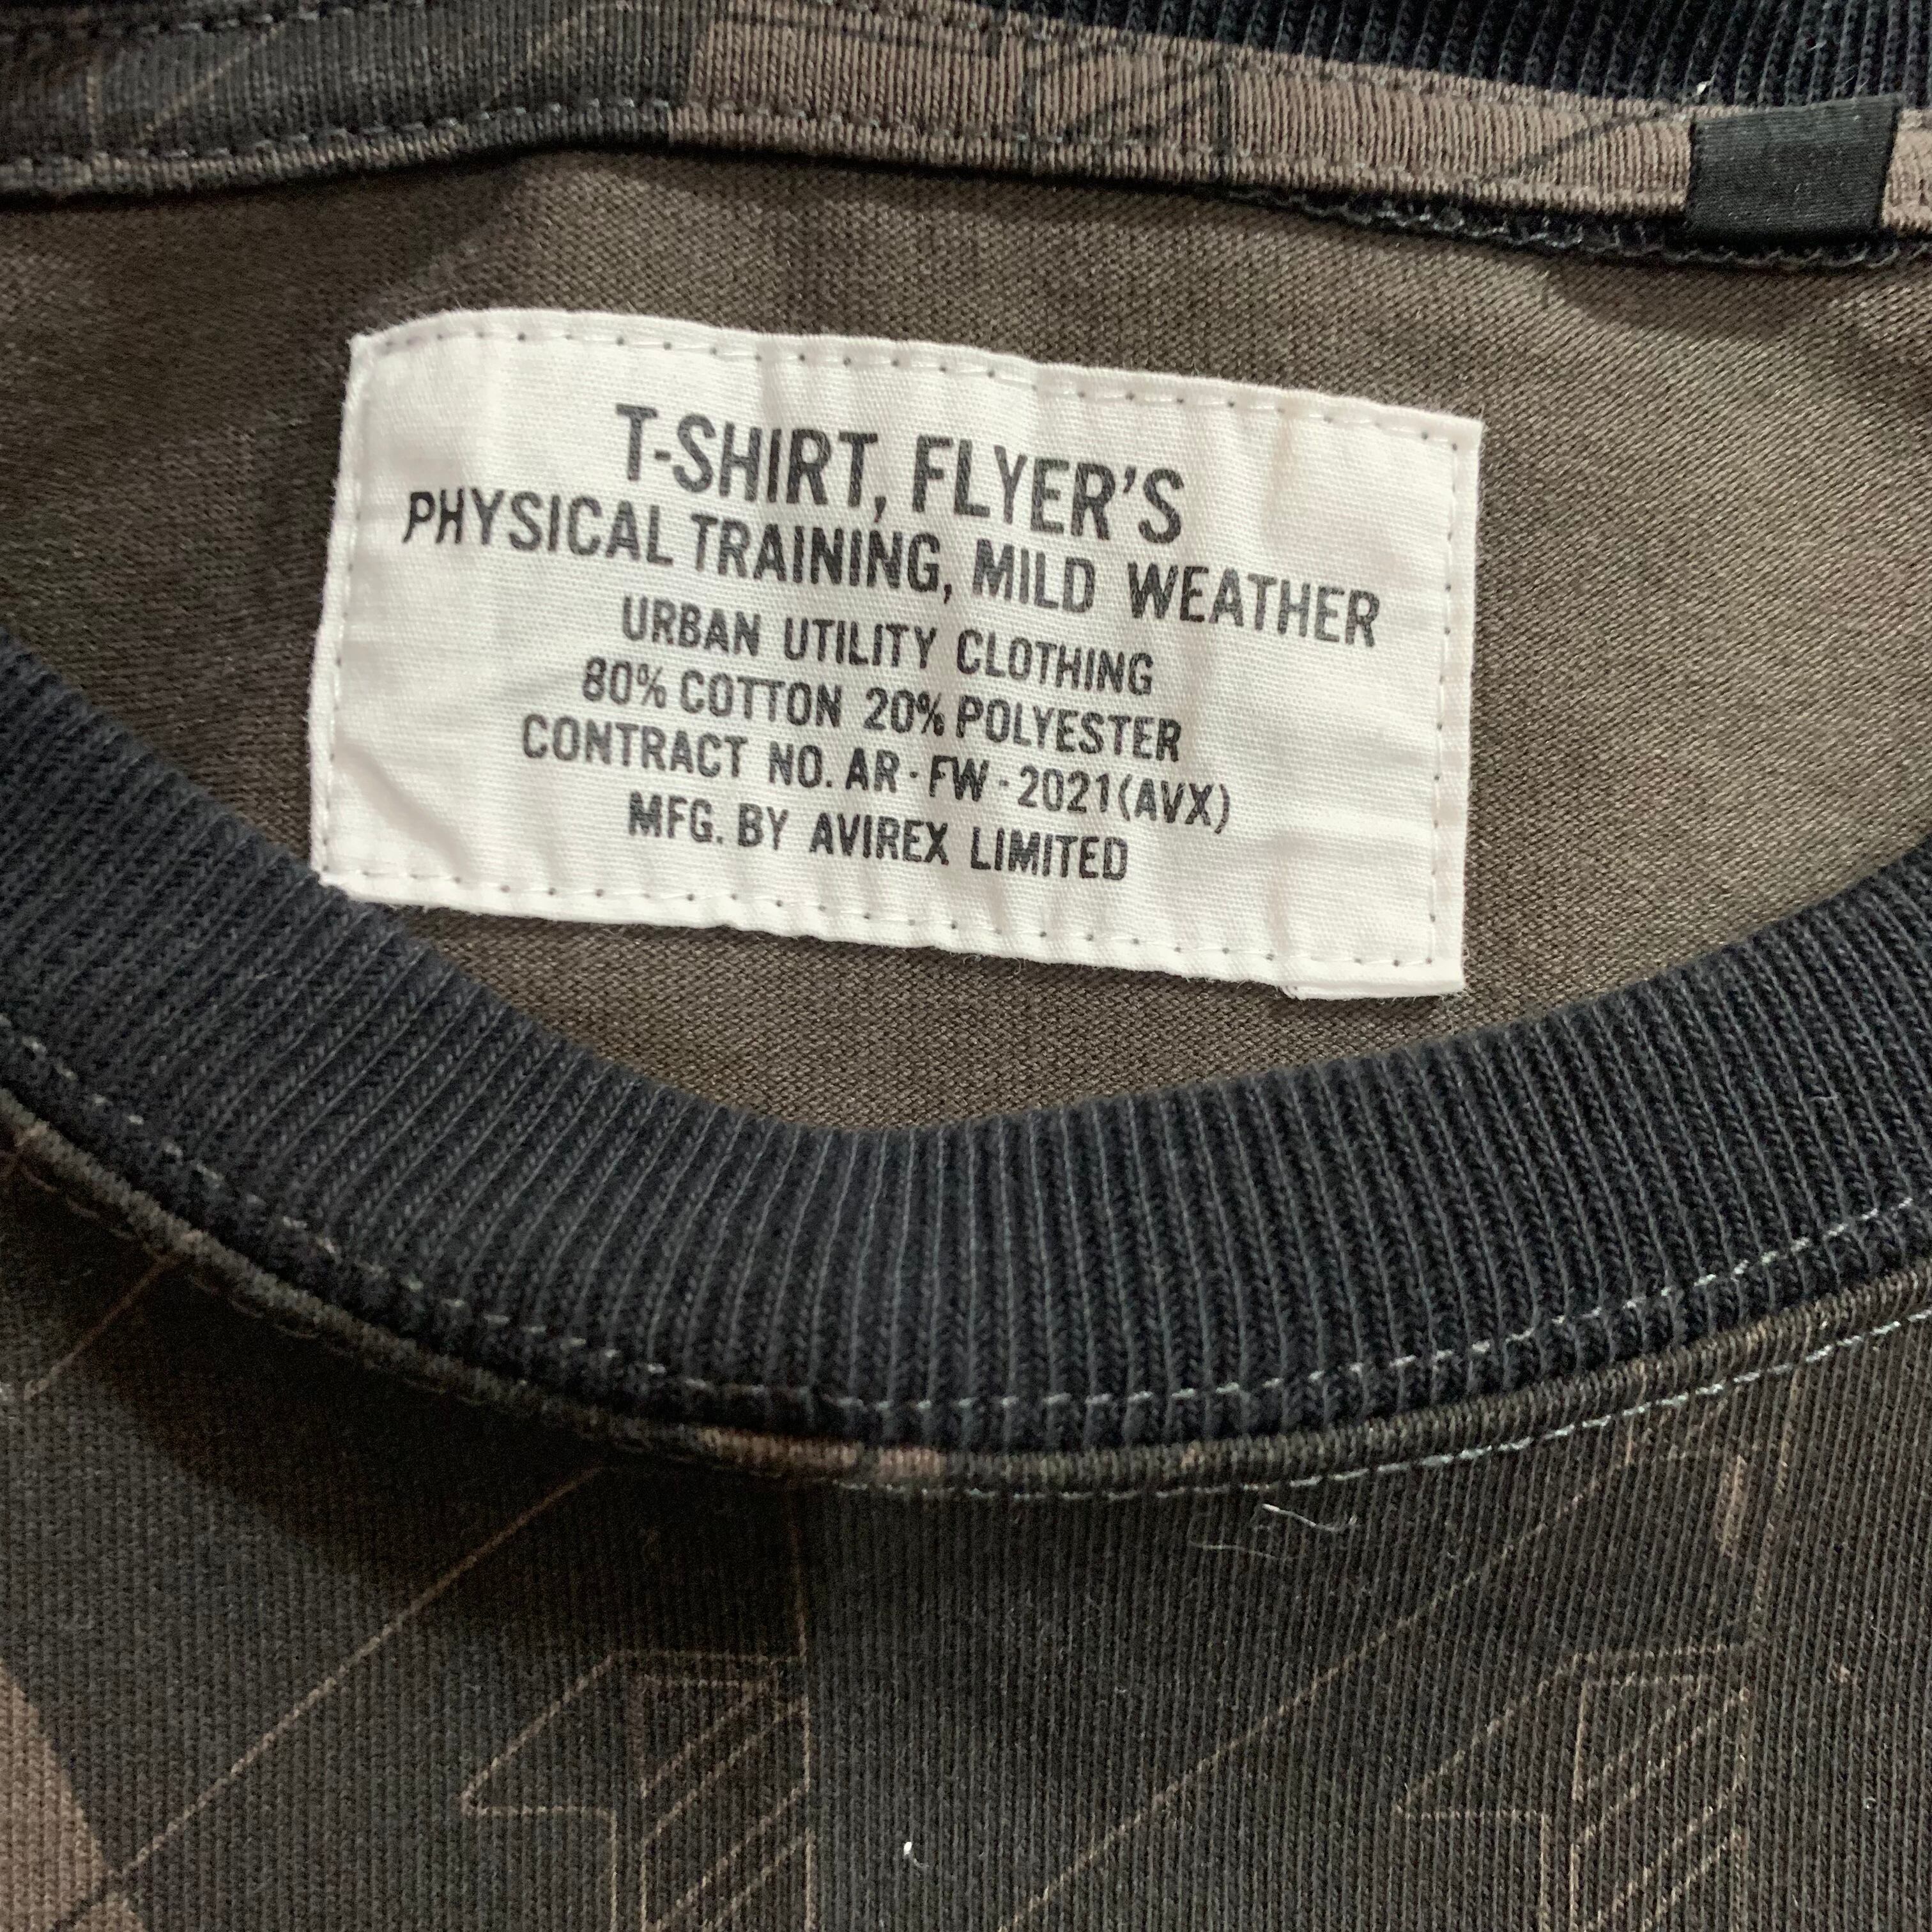 T-SHIRT, FLYER'S
PHYSICAL TRAINING, MILD WEATHER
URBAN UTILITY CLOTHING
80% COTTON 20% POLYESTER
CONTRACT NO. AR-FW-2021(AVX)
MFG. BY AVIREX LIMITED